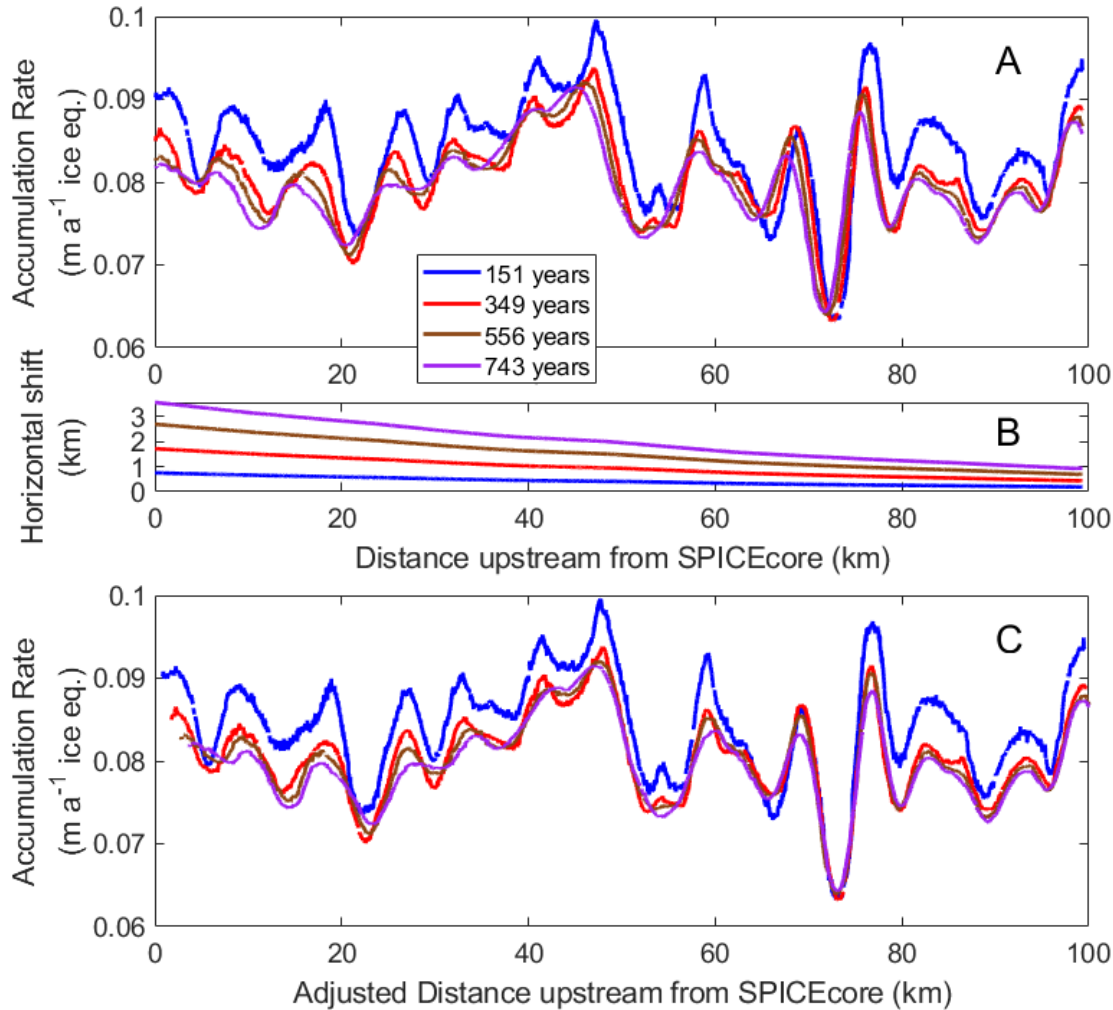 A
Accumulation Rate
(m a⁻¹ ice eq.)
0.1
0.09
0.08
0.07
0.06
0 20 40 60 80 100
151 years
349 years
556 years
743 years
B
Horizontal shift
(km)
3
2
1
0
0 20 40 60 80 100
Distance upstream from SPICEcore (km)
C
Accumulation Rate
(m a⁻¹ ice eq.)
0.1
0.09
0.08
0.07
0.06
0 20 40 60 80 100
Adjusted Distance upstream from SPICEcore (km)